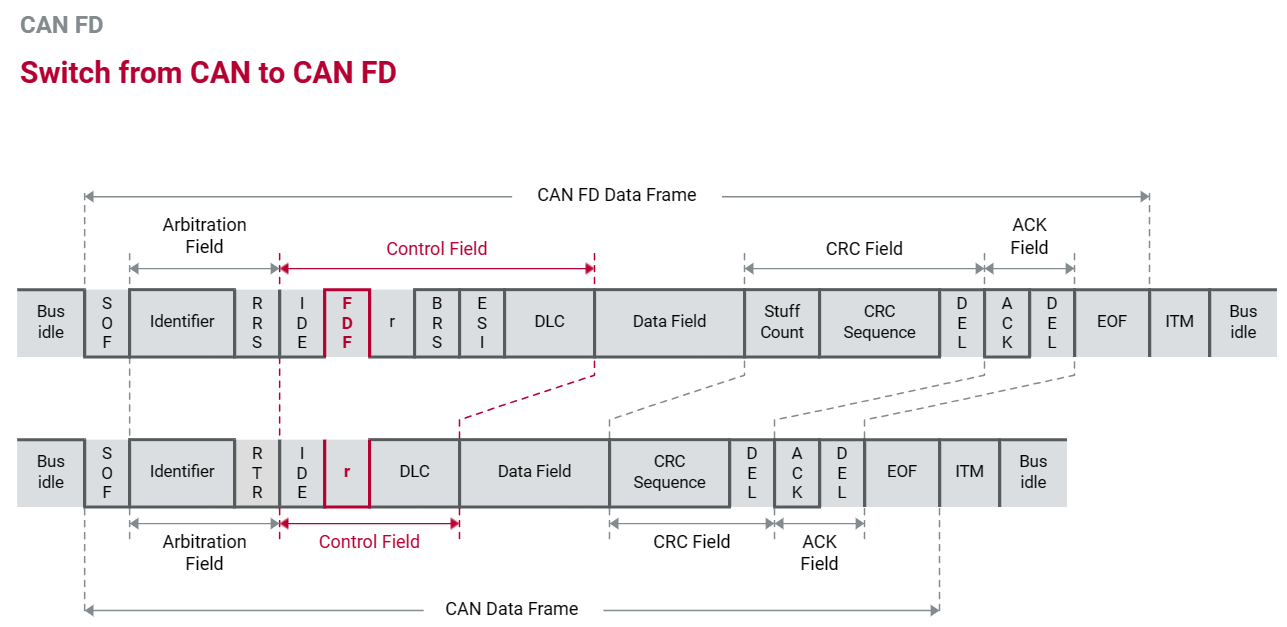 CAN FD
Switch from CAN to CAN FD
CAN FD Data Frame
Arbitration
Field
Control Field
CRC Field
ACK
Field
Bus
idle
SOF
Identifier
RRS
IDE
FDF
r
BRS
ESI
DLC
Data Field
Stuff
Count
CRC
Sequence
DEL
ACK
DEL
EOF
ITM
Bus
idle
Bus
idle
SOF
Identifier
RTR
IDE
r
DLC
Data Field
CRC
Sequence
DEL
ACK
DEL
EOF
ITM
Bus
idle
Arbitration
Field
Control Field
CRC Field
ACK
Field
CAN Data Frame